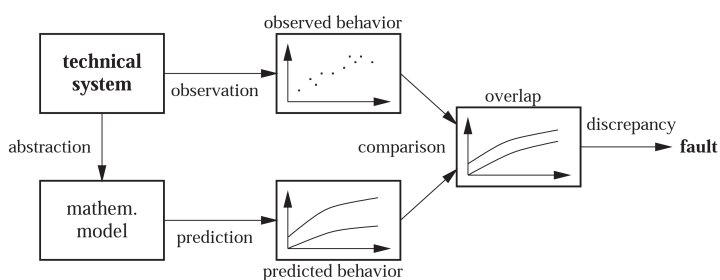 observed behavior
technical
system
observation
overlap
discrepancy
abstraction
comparison
fault
mathem.
model
prediction
predicted behavior